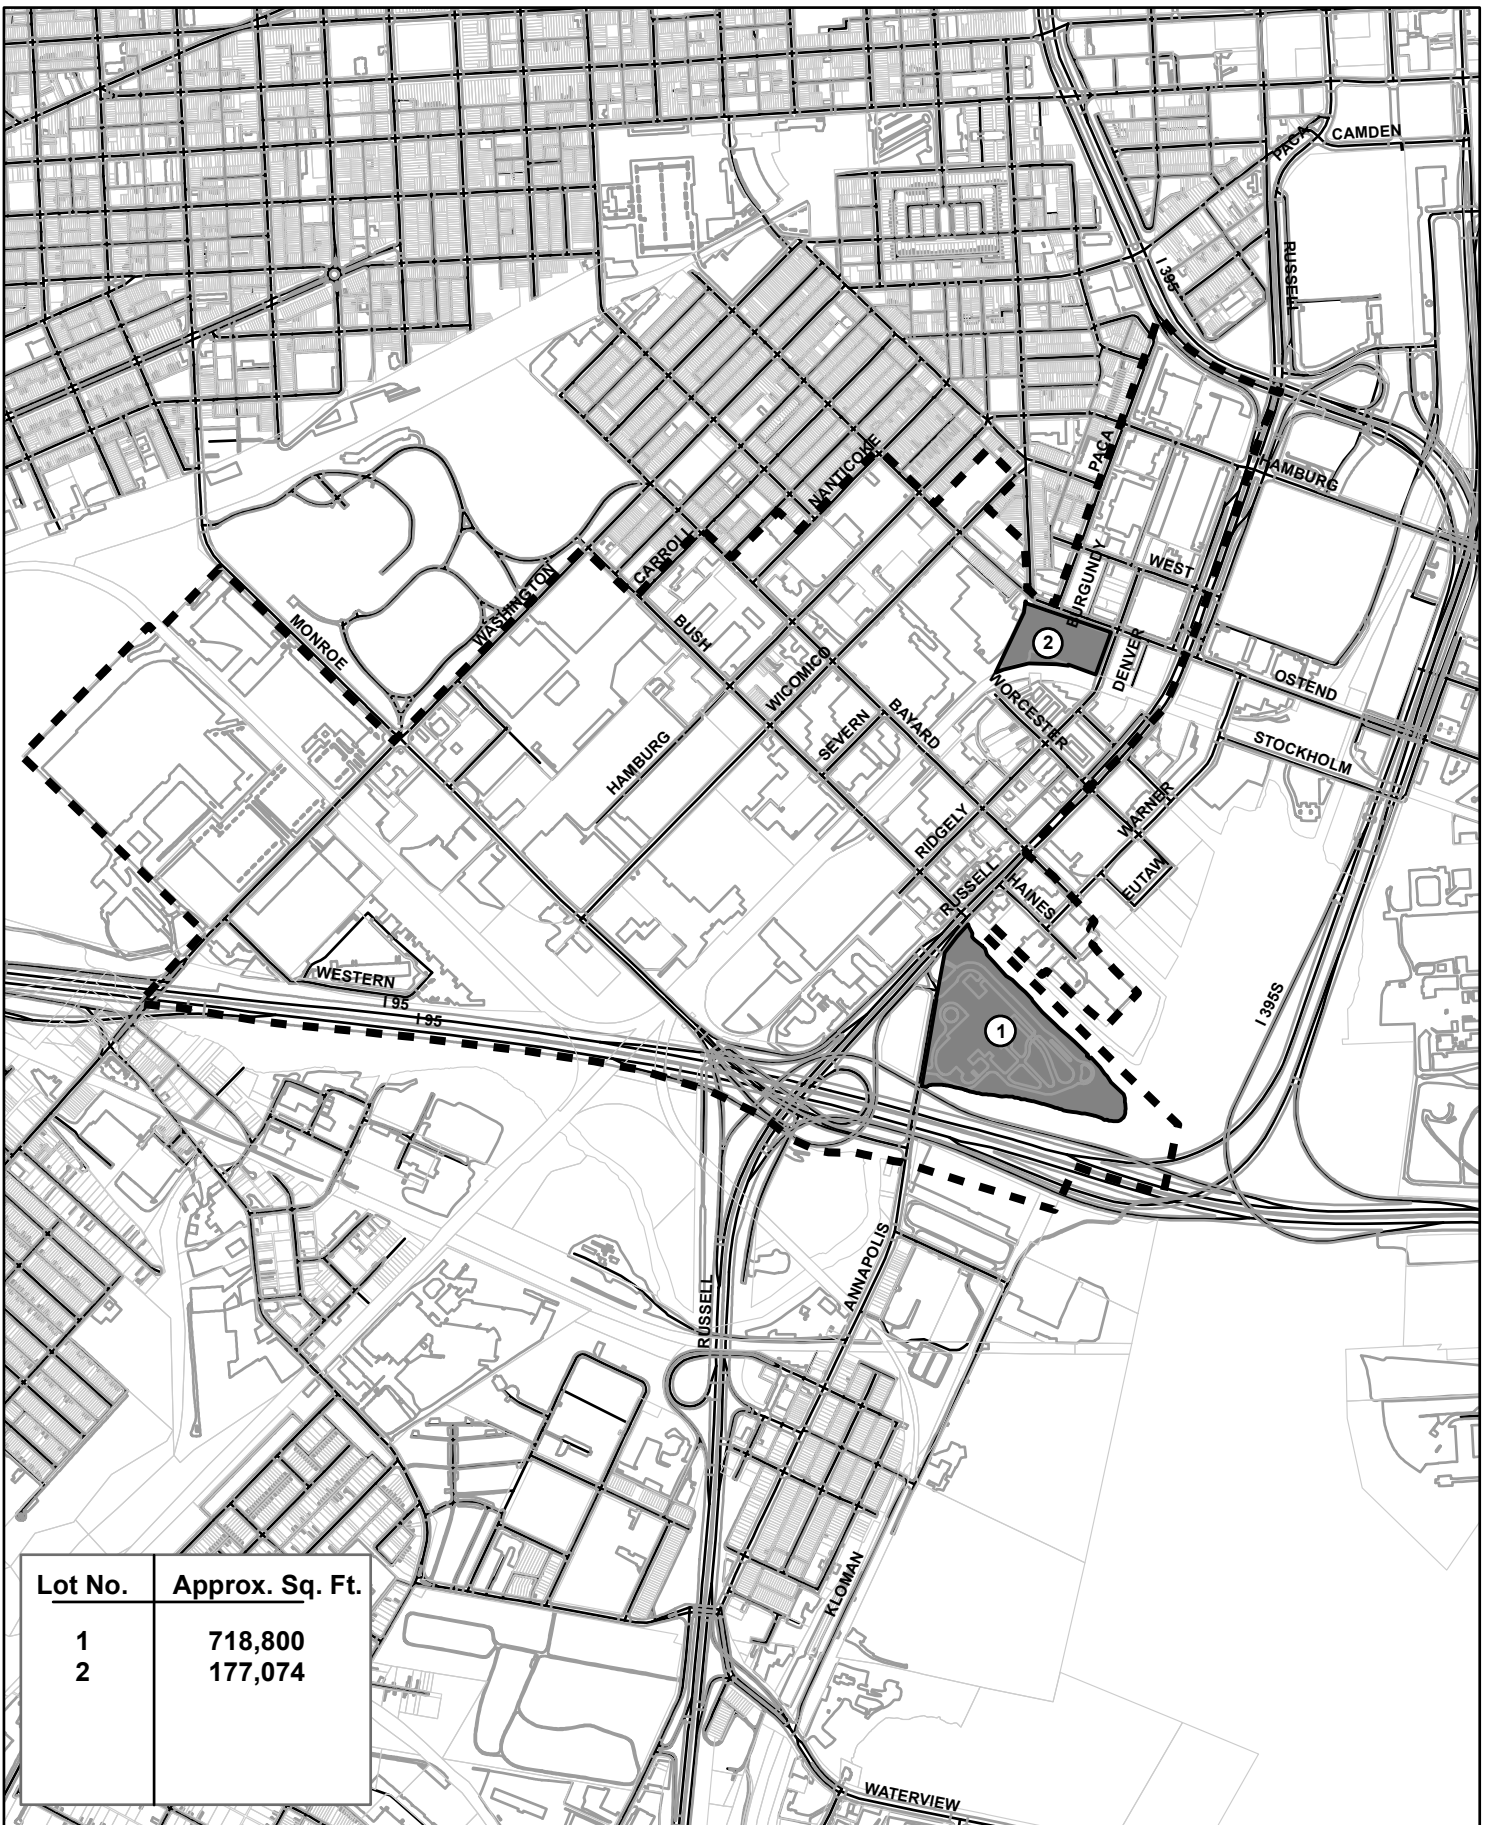 CAMDEN
PACA
RUSSELL
I 395
PACA
HAMBURG
NANTICOKE
CARROLL
WASHINGTON
MONROE
BUSH
WICOMICO
HAMBURG
SEVERN
BAYARD
WEST
BURGUNDY
DENVER
2
OSTEND
STOCKHOLM
WORCESTER
WARNER
EUTAW
RIDGELY
RUSSELL
HAINES
WESTERN
I 95
I 95
1
I 395S
ANNAPOLIS
RUSSELL
KLOMAN
WATERVIEW
Lot No. Approx. Sq. Ft.
1 718,800
2 177,074